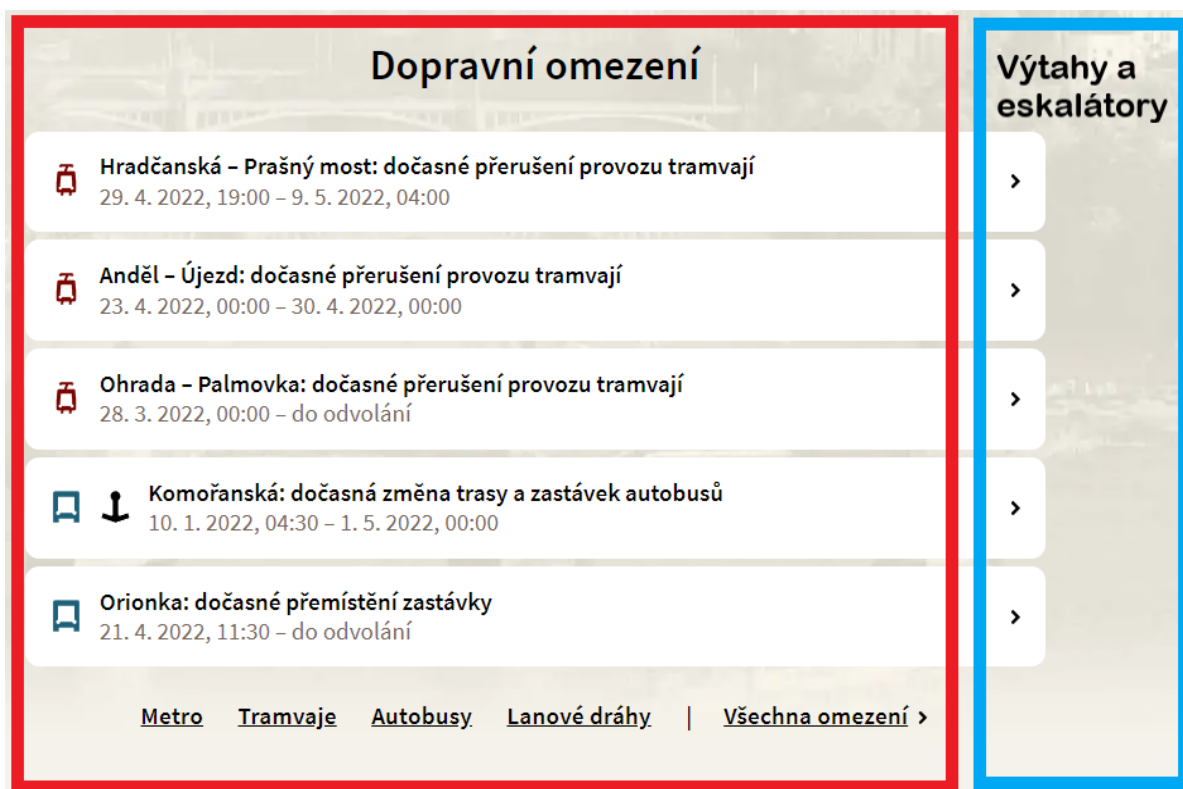 Dopravní omezení
Výtahy a
eskalátory
Hradčanská – Prašný most: dočasné přerušení provozu tramvají
29. 4. 2022, 19:00 – 9. 5. 2022, 04:00
Anděl – Újezd: dočasné přerušení provozu tramvají
23. 4. 2022, 00:00 – 30. 4. 2022, 00:00
Ohrada – Palmovka: dočasné přerušení provozu tramvají
28. 3. 2022, 00:00 – do odvolání
Komořanská: dočasná změna trasy a zastávek autobusů
10. 1. 2022, 04:30 – 1. 5. 2022, 00:00
Orionka: dočasné přemístění zastávky
21. 4. 2022, 11:30 – do odvolání
Metro Tramvaje Autobusy Lanové dráhy | Všechna omezení ›